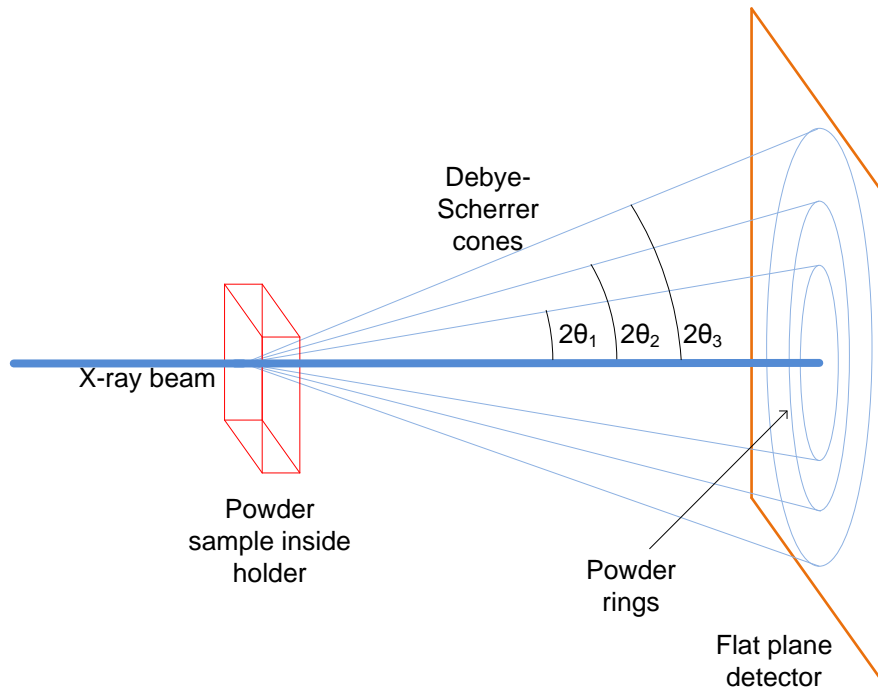 Debye-
Scherrer
cones
2θ₁
2θ₂
2θ₃
X-ray beam
Powder
sample inside
holder
Powder
rings
Flat plane
detector